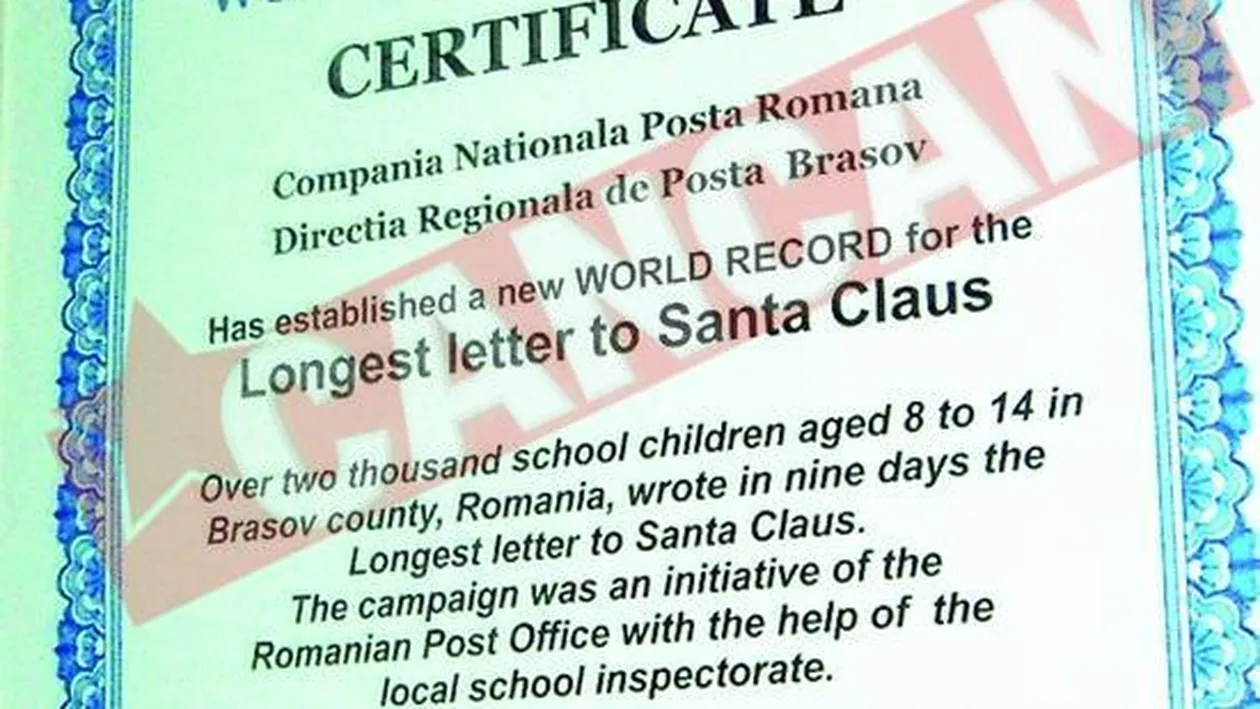 CERTIFICATE
Compania Nationala Posta Romana
Directia Regionala de Posta Brasov
Has established a new WORLD RECORD for the
Longest letter to Santa Claus
CANCAN
Over two thousand school children aged 8 to 14 in
Brasov county, Romania, wrote in nine days the
Longest letter to Santa Claus.
The campaign was an initiative of the
Romanian Post Office with the help of the
local school inspectorate.